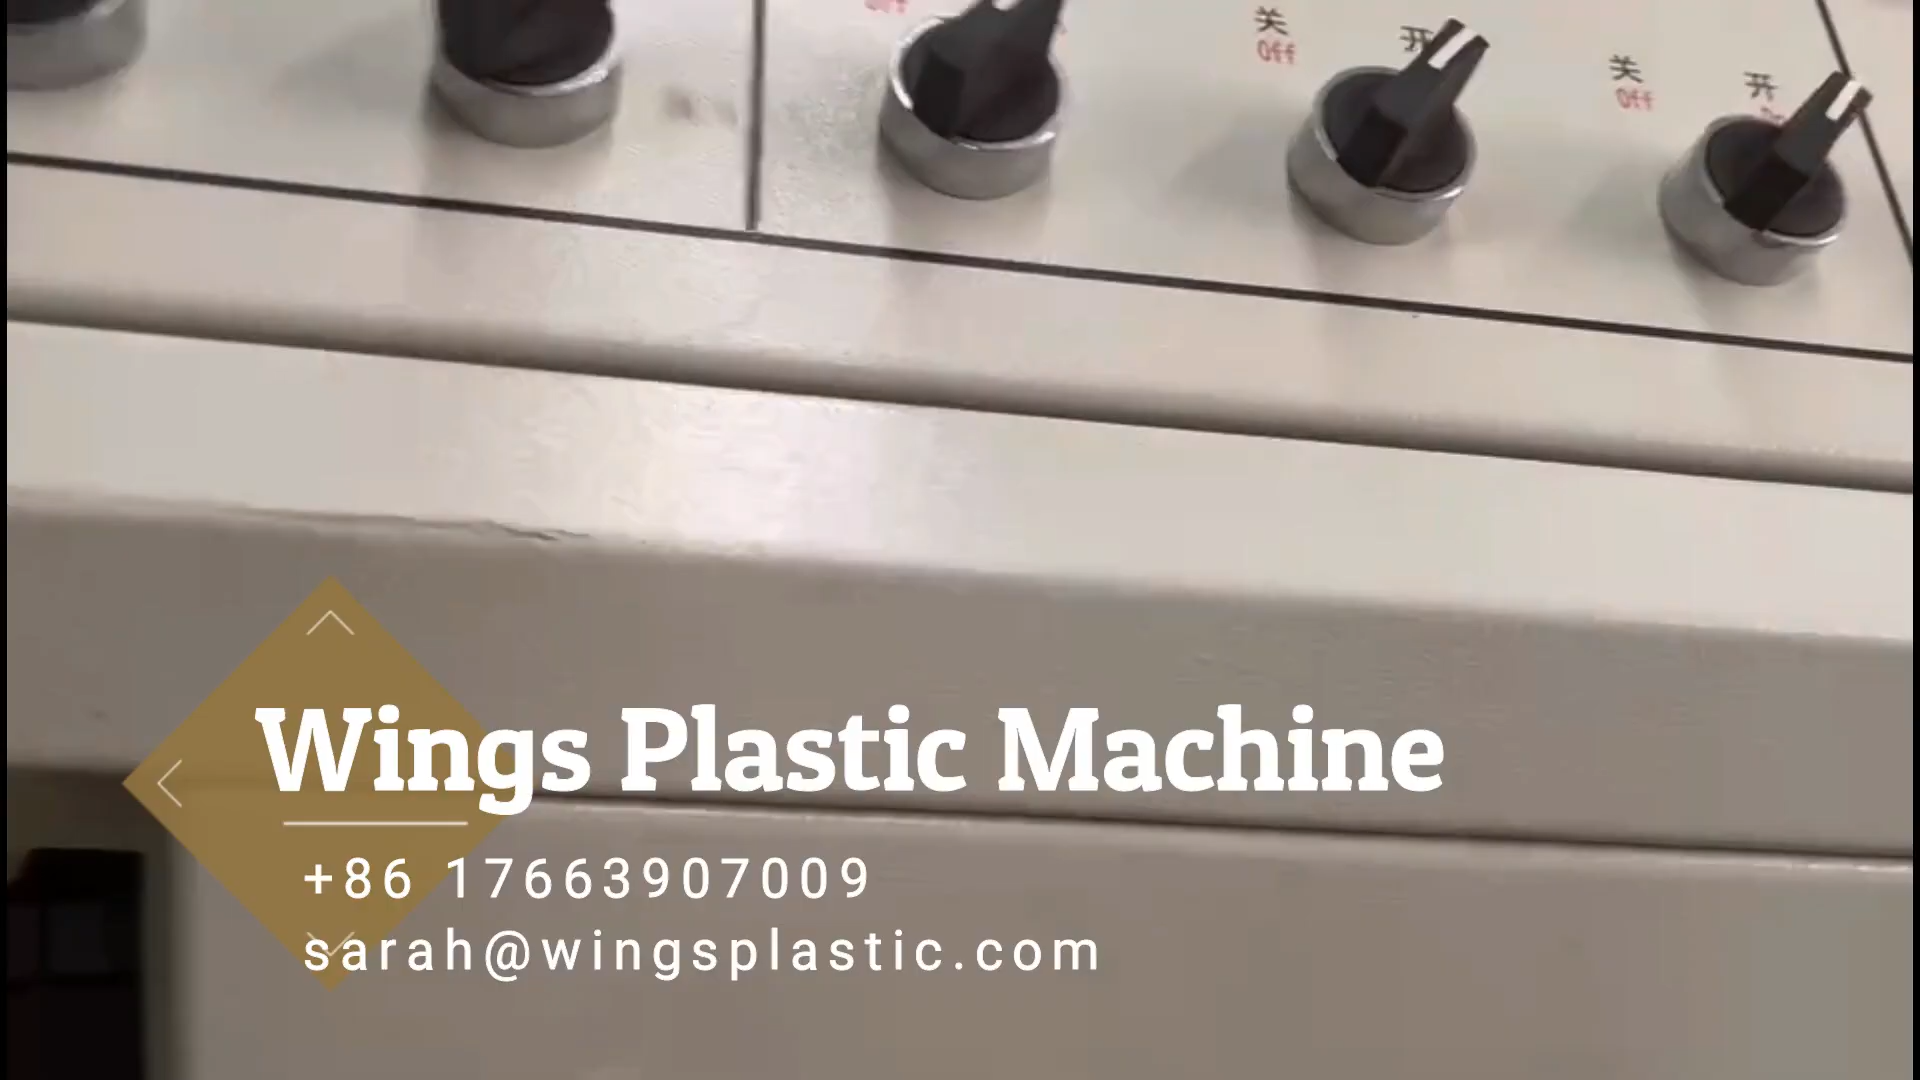 关 开
Off
关 开
Off
Wings Plastic Machine
+86 17663907009
sarah@wingsplastic.com